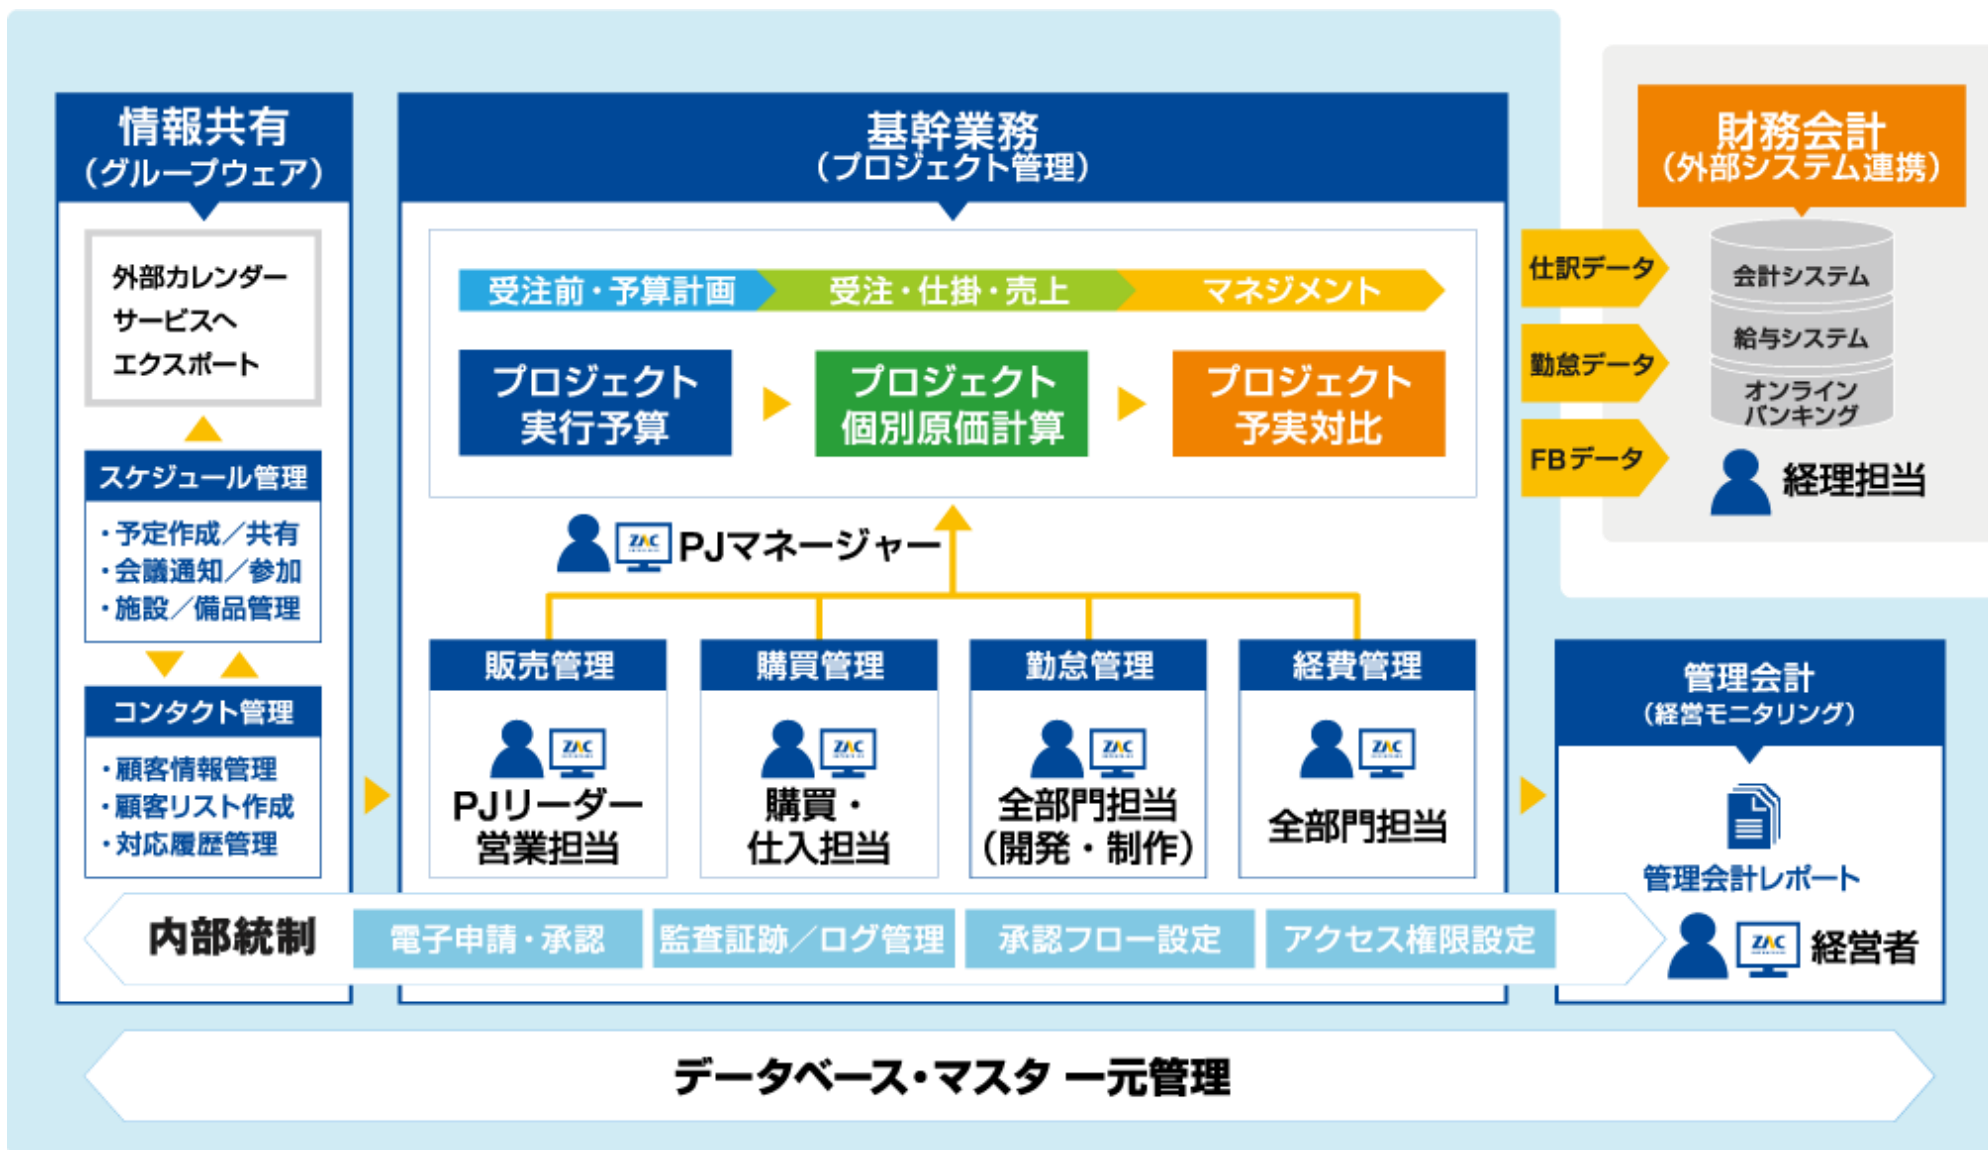 情報共有
（グループウェア）
外部カレンダー
サービスへ
エクスポート
スケジュール管理
・予定作成／共有
・会議通知／参加
・施設／備品管理
コンタクト管理
・顧客情報管理
・顧客リスト作成
・対応履歴管理
基幹業務
（プロジェクト管理）
受注前・予算計画
受注・仕掛・売上
マネジメント
プロジェクト
実行予算
プロジェクト
個別原価計算
プロジェクト
予実対比
ZAC
PJマネージャー
販売管理
ZAC
PJリーダー
営業担当
購買管理
ZAC
購買・
仕入担当
勤怠管理
ZAC
全部門担当
（開発・制作）
経費管理
ZAC
全部門担当
仕訳データ
勤怠データ
FBデータ
財務会計
（外部システム連携）
会計システム
給与システム
オンライン
バンキング
経理担当
管理会計
（経営モニタリング）
管理会計レポート
ZAC
経営者
内部統制
電子申請・承認
監査証跡／ログ管理
承認フロー設定
アクセス権限設定
データベース・マスタ 一元管理